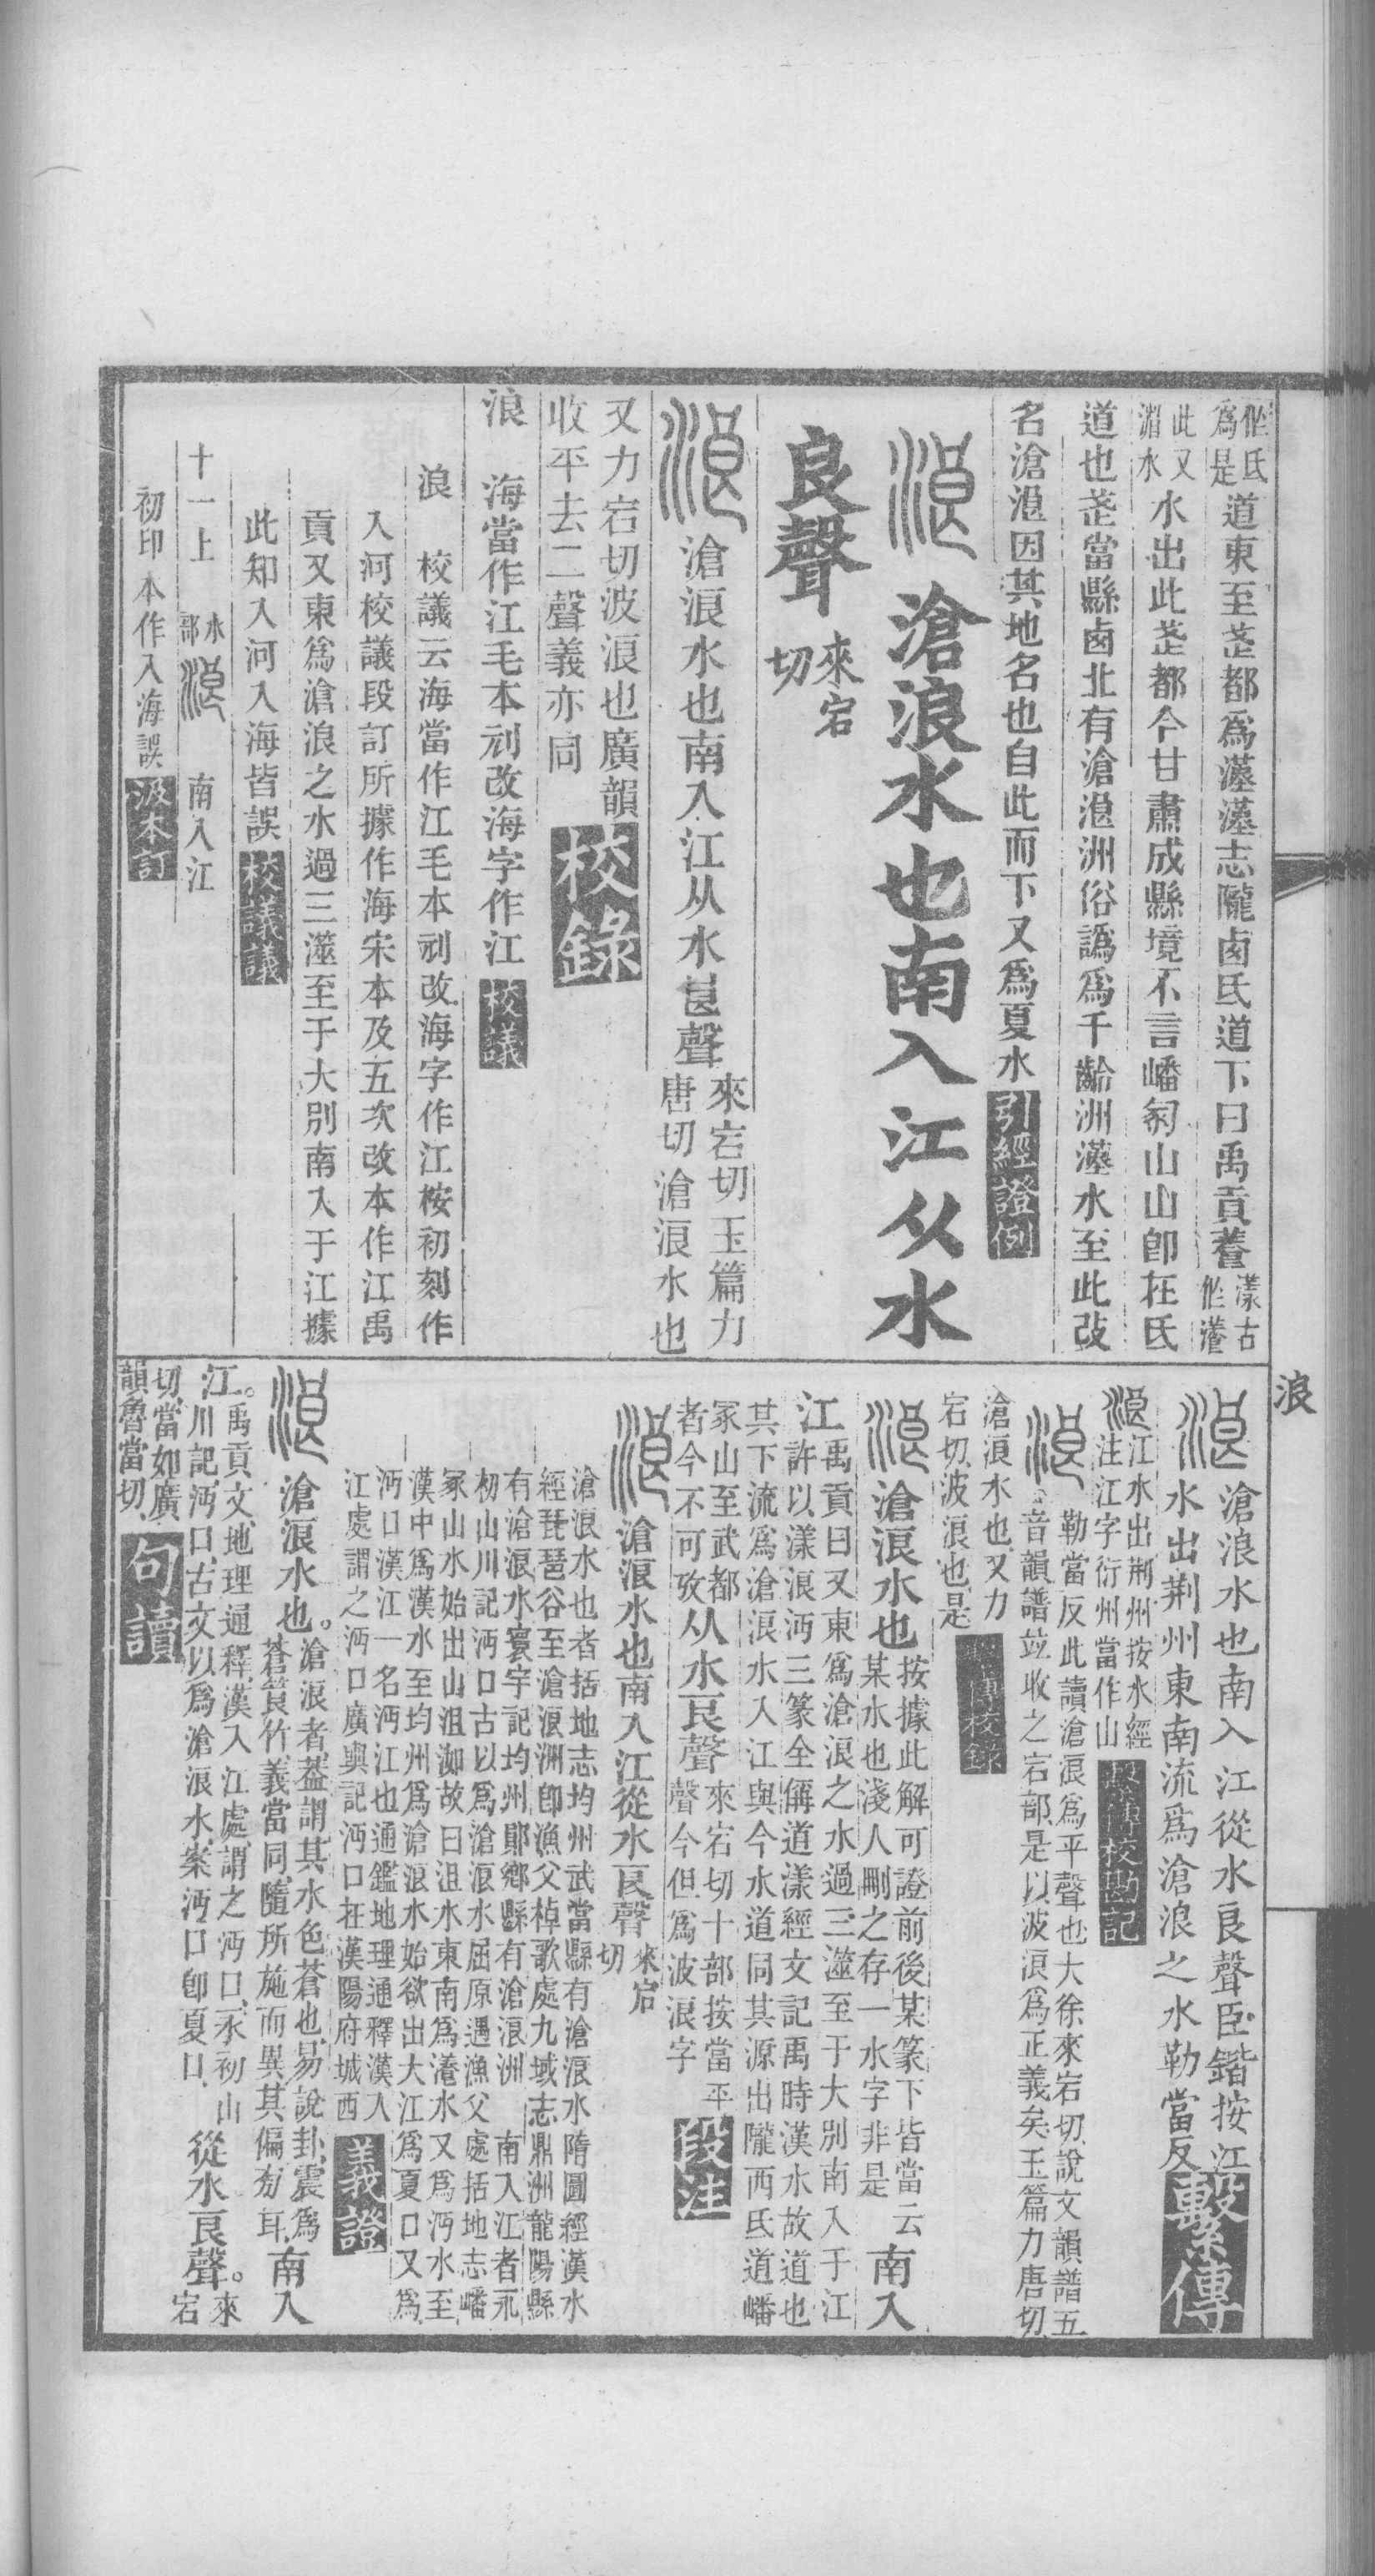 浪
作氏
爲是
道東至茲都爲漾漾志隴西氐道下曰禹貢養
漾古
作瀁
此又
湄水
水出此茲都今甘肅成縣境不言嶓冢山山卽在氐
道也茲當縣西北有滄浪洲俗譌爲千齡洲漾水至此改
名滄浪因其地名也自此而下又爲夏水
引經證例
滄浪水也南入江从水
良聲
來宕
切
滄浪水也南入江从水良聲
來宕切玉篇力
唐切滄浪水也
又力宕切波浪也廣韻
收平去二聲義亦同
校錄
浪　海當作江毛本刓改海字作江
校議
浪　校議云海當作江毛本刓改海字作江桉初刻作
入河校議段訂所據作海宋本及五次改本作江禹
貢又東爲滄浪之水過三澨至于大別南入于江據
此知入河入海皆誤
校議議
十一上
水
部
南入江
初印本作入海誤
汲本訂
滄浪水也南入江從水良聲臣鍇按江
水出荆州東南流爲滄浪之水勒當反
繫傳
江水出荆州按水經
注江字衍州當作山
繫傳校勘記
勒當反此讀滄浪爲平聲也大徐來宕切說文韻譜五
音韻譜竝收之宕部是以波浪爲正義矣玉篇力唐切
滄浪水也又力
宕切波浪也是
傳校錄
滄浪水也
按據此解可證前後某篆下皆當云
某水也淺人刪之存一水字非是
南入
江
禹貢曰又東爲滄浪之水過三澨至于大別南入于江
許以漾浪沔三篆全偁道漾經文記禹時漢水故道也
其下流爲滄浪水入江與今水道同其源出隴西氐道嶓
冢山至武都
者今不可攷
从水良聲
來宕切十部按當平
聲今但爲波浪字
段注
滄浪水也南入江從水良聲
來宕
切
滄浪水也者括地志均州武當縣有滄浪水隋圖經漢水
經琵琶谷至滄浪洲卽漁父棹歌處九域志鼎洲龍陽縣
有滄浪水寰宇記均州鄖鄉縣有滄浪洲　南入江者永
初山川記沔口古以爲滄浪水屈原遇漁父處括地志嶓
冢山水始出山沮洳故曰沮水東南爲漾水又爲沔水至
漢中爲漢水至均州爲滄浪水始欲出大江爲夏口又爲
沔口漢江一名沔江也通鑑地理通釋漢入
江處謂之沔口廣輿記沔口在漢陽府城西
義證
滄浪水也。
滄浪者蓋謂其水色蒼也易說卦震爲
蒼筤竹義當同隨所施而異其偏旁耳
南入
江。
禹貢文地理通釋漢入江處謂之沔口永初山
川記沔口古文以爲滄浪水案沔口卽夏口
從水良聲。
來
宕
切當如廣
韻魯當切
句讀